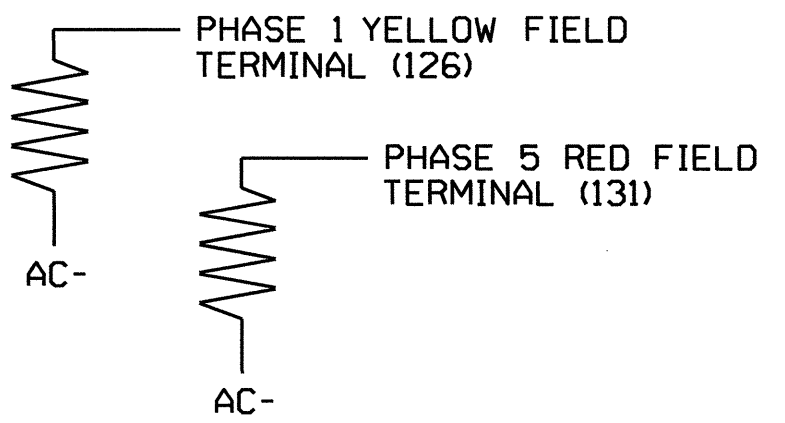 PHASE 1 YELLOW FIELD
TERMINAL (126)
AC-
PHASE 5 RED FIELD
TERMINAL (131)
AC-